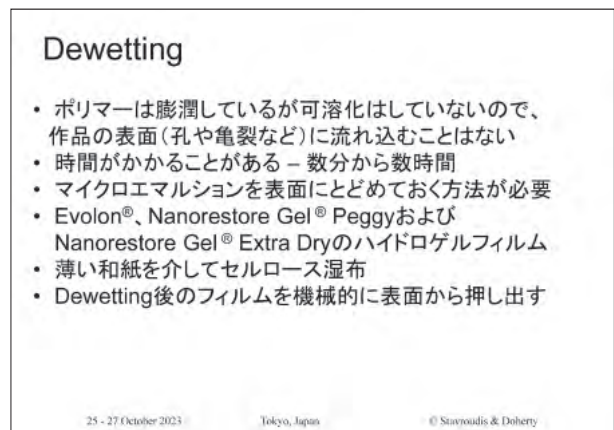 Dewetting
• ポリマーは膨潤しているが可溶化はしていないので、
作品の表面（孔や亀裂など）に流れ込むことはない
• 時間がかかることがある – 数分から数時間
• マイクロエマルションを表面にとどめておく方法が必要
• Evolon®、Nanorestore Gel® Peggyおよび
Nanorestore Gel® Extra Dryのハイドロゲルフィルム
• 薄い和紙を介してセルロース湿布
• Dewetting後のフィルムを機械的に表面から押し出す
25 - 27 October 2023 Tokyo, Japan © Stavroudis & Doherty